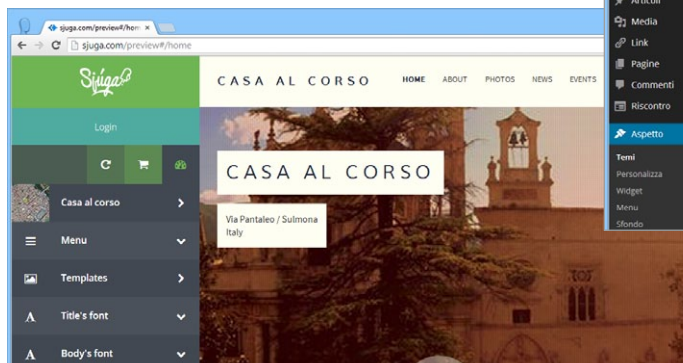 sjuga.com/preview#/hom
sjuga.com/preview#/home
Sjúga
Login
Casa al corso
Menu
Templates
Title's font
Body's font
CASA AL CORSO
HOME
ABOUT
PHOTOS
NEWS
EVENTS
CASA AL CORSO
Via Pantaleo / Sulmona
Italy
Articoli
Media
Link
Pagine
Commenti
Riscontro
Aspetto
Temi
Personalizza
Widget
Menu
Sfondo